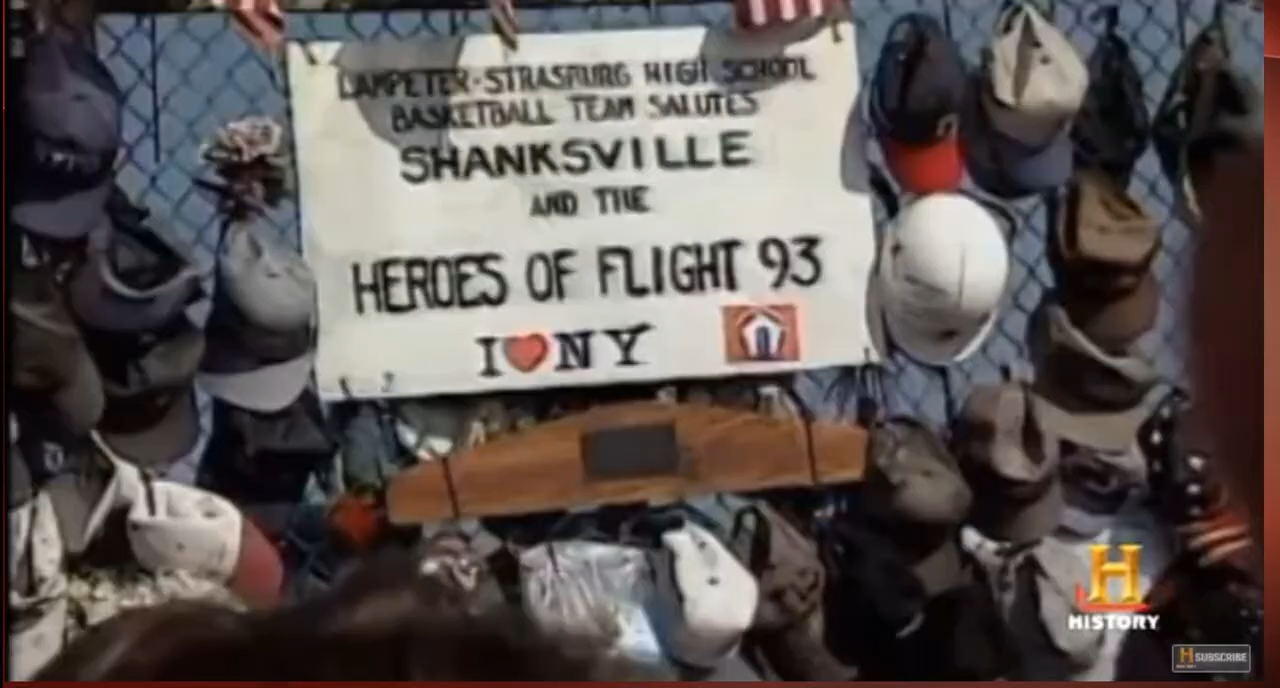 LAMPETER-STRASBURG HIGH SCHOOL
BASKETBALL TEAM SALUTES
SHANKSVILLE
AND THE
HEROES OF FLIGHT 93
I ❤ NY
H
HISTORY
H SUBSCRIBE